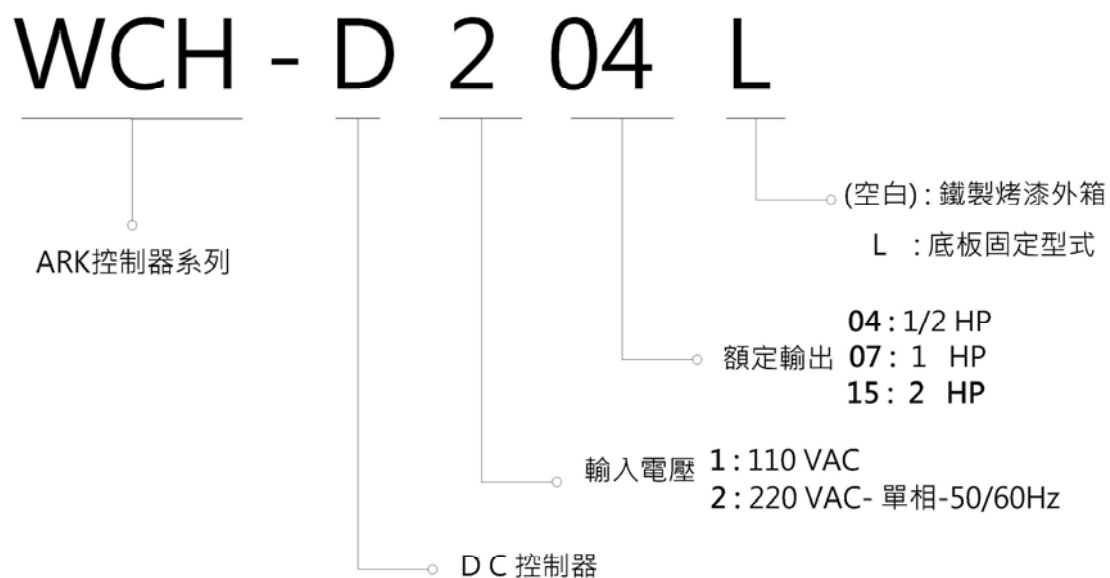 WCH - D 2 04 L
(空白) : 鐵製烤漆外箱
L : 底板固定型式
ARK控制器系列
04 : 1/2 HP
額定輸出 07 : 1 HP
15 : 2 HP
輸入電壓 1 : 110 VAC
2 : 220 VAC- 單相-50/60Hz
D C 控制器